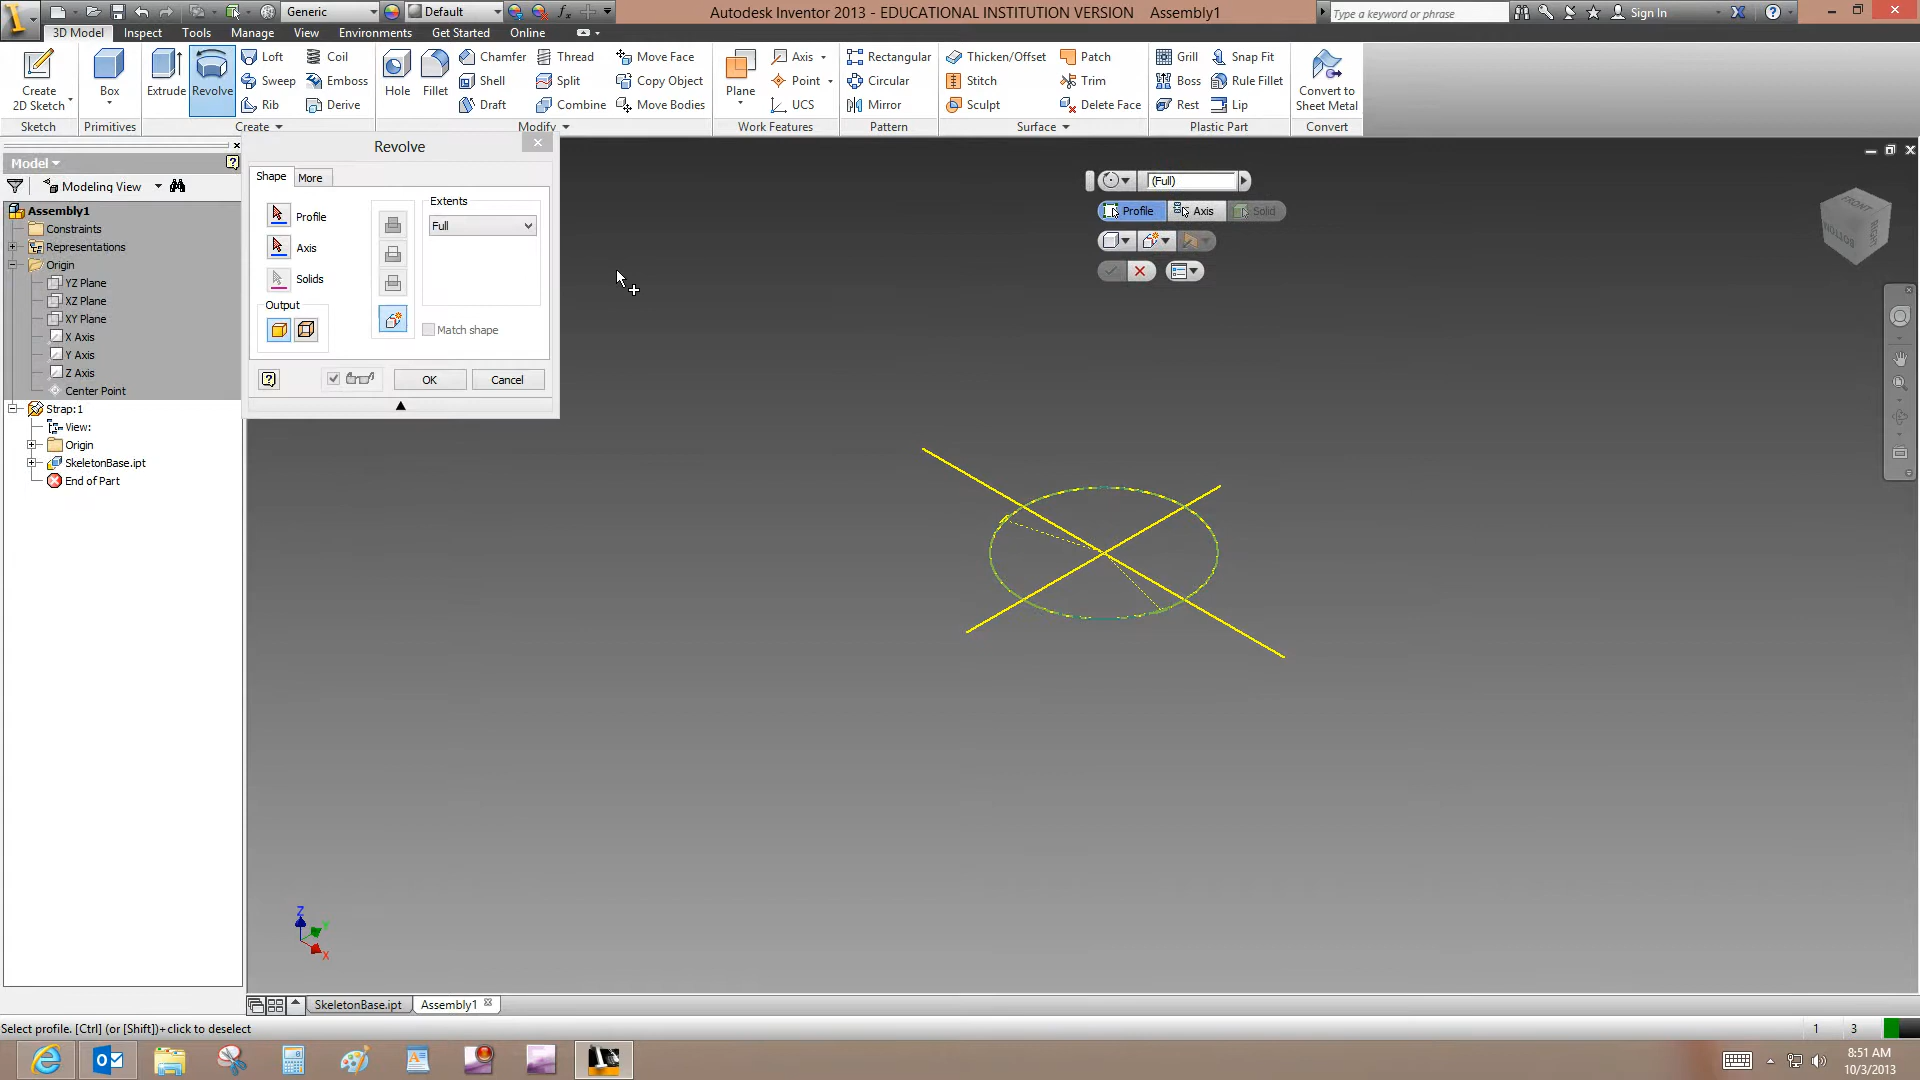 Generic
Default
fx
Autodesk Inventor 2013 - EDUCATIONAL INSTITUTION VERSION Assembly1
Type a keyword or phrase
Sign In
3D Model Inspect Tools Manage View Environments Get Started Online
Create 2D Sketch
Box
Extrude
Revolve
Loft
Sweep
Rib
Coil
Emboss
Derive
Hole
Fillet
Chamfer
Shell
Draft
Thread
Split
Combine
Move Face
Copy Object
Move Bodies
Plane
Axis
Point
UCS
Rectangular
Circular
Mirror
Thicken/Offset
Stitch
Sculpt
Patch
Trim
Delete Face
Grill
Boss
Rest
Snap Fit
Rule Fillet
Lip
Convert to Sheet Metal
Sketch Primitives Create Modify Work Features Pattern Surface Plastic Part Convert
Model
Modeling View
Assembly1
Constraints
Representations
Origin
YZ Plane
XZ Plane
XY Plane
X Axis
Y Axis
Z Axis
Center Point
Strap:1
View:
Origin
SkeletonBase.ipt
End of Part
Revolve
Shape More
Profile
Axis
Solids
Output
Extents
Full
Match shape
OK Cancel
(Full)
Profile Axis Solid
FRONT
RIGHT
BOTTOM
Z
Y
X
SkeletonBase.ipt Assembly1
Select profile. [Ctrl] (or [Shift])+click to deselect
1 3
8:51 AM
10/3/2013